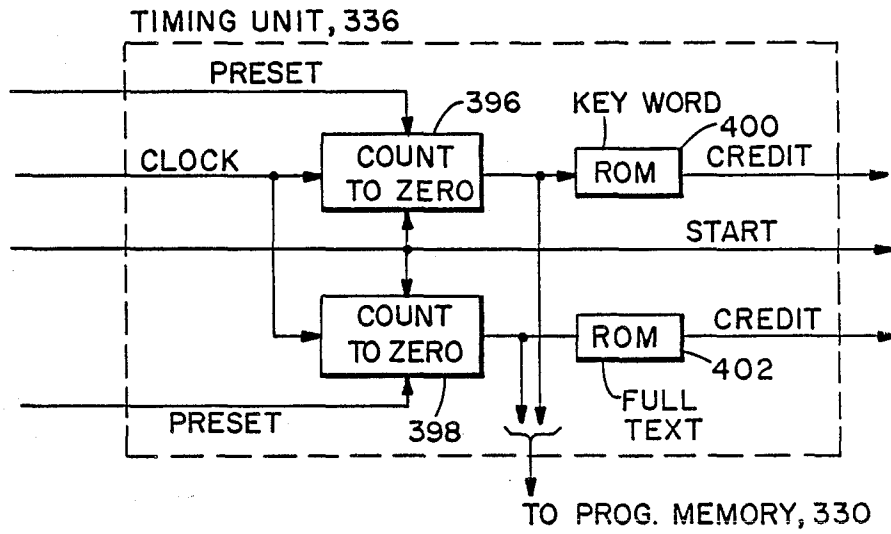 TIMING UNIT, 336
PRESET
396
KEY WORD
400
CLOCK
COUNT
TO ZERO
ROM
CREDIT
START
COUNT
TO ZERO
ROM
CREDIT
402
PRESET
398
FULL
TEXT
TO PROG. MEMORY, 330